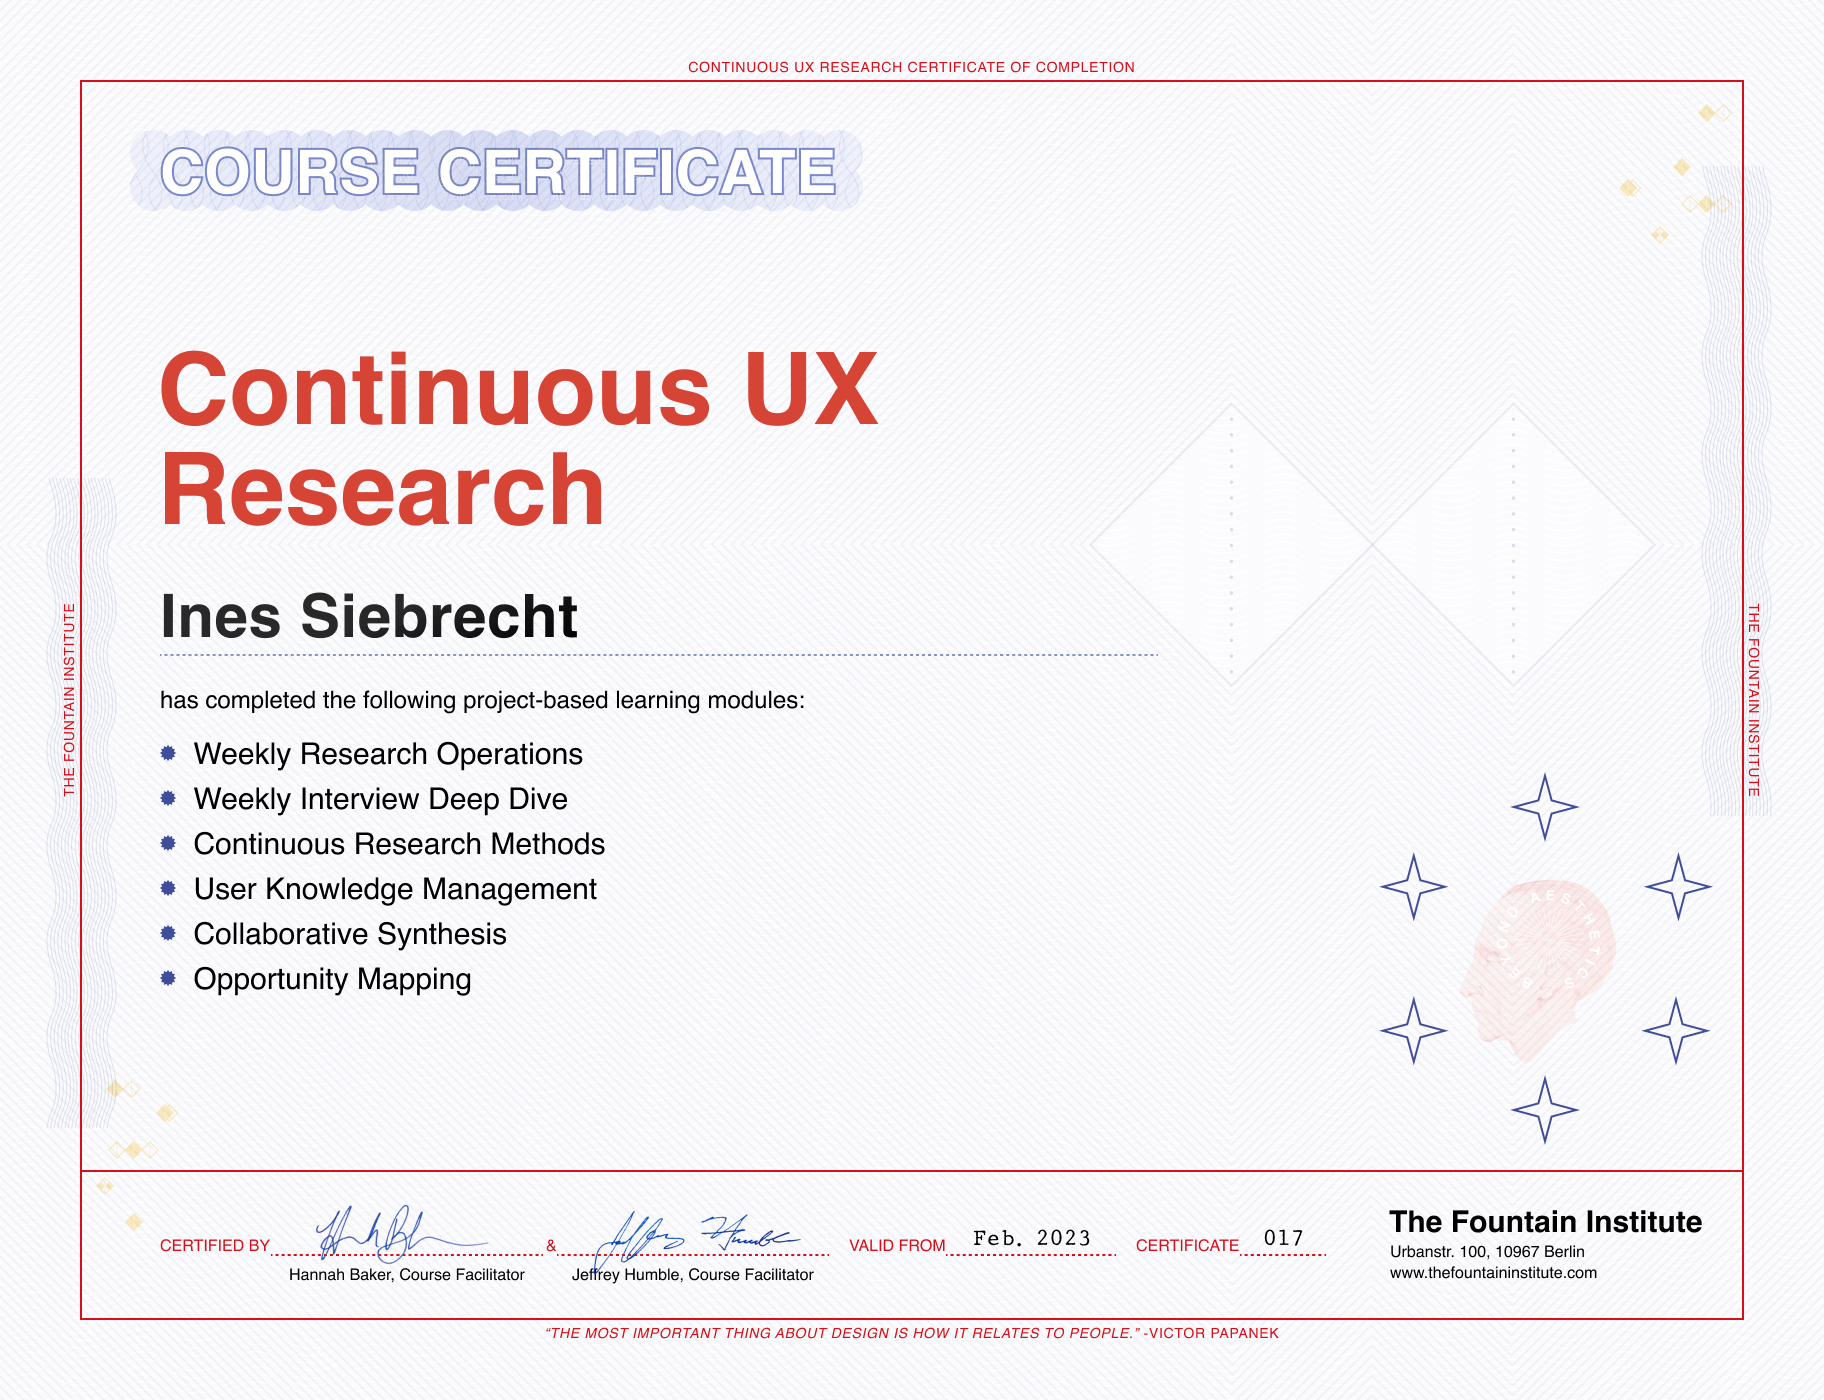 CONTINUOUS UX RESEARCH CERTIFICATE OF COMPLETION
COURSE CERTIFICATE
Continuous UX
Research
Ines Siebrecht
has completed the following project-based learning modules:
Weekly Research Operations
Weekly Interview Deep Dive
Continuous Research Methods
User Knowledge Management
Collaborative Synthesis
Opportunity Mapping
THE FOUNTAIN INSTITUTE
THE FOUNTAIN INSTITUTE
BEYOND AESTHETICS
CERTIFIED BY & VALID FROM Feb. 2023 CERTIFICATE 017
Hannah Baker, Course Facilitator
Jeffrey Humble, Course Facilitator
The Fountain Institute
Urbanstr. 100, 10967 Berlin
www.thefountaininstitute.com
“THE MOST IMPORTANT THING ABOUT DESIGN IS HOW IT RELATES TO PEOPLE.” -VICTOR PAPANEK